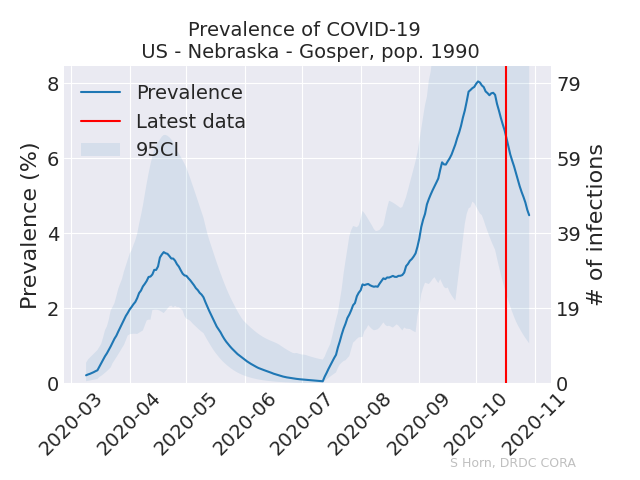 Prevalence of COVID-19
US - Nebraska - Gosper, pop. 1990
Prevalence
Latest data
95CI
Prevalence (%)
8
6
4
2
0
79
59
39
19
0
# of infections
2020-03
2020-04
2020-05
2020-06
2020-07
2020-08
2020-09
2020-10
2020-11
S Horn, DRDC CORA